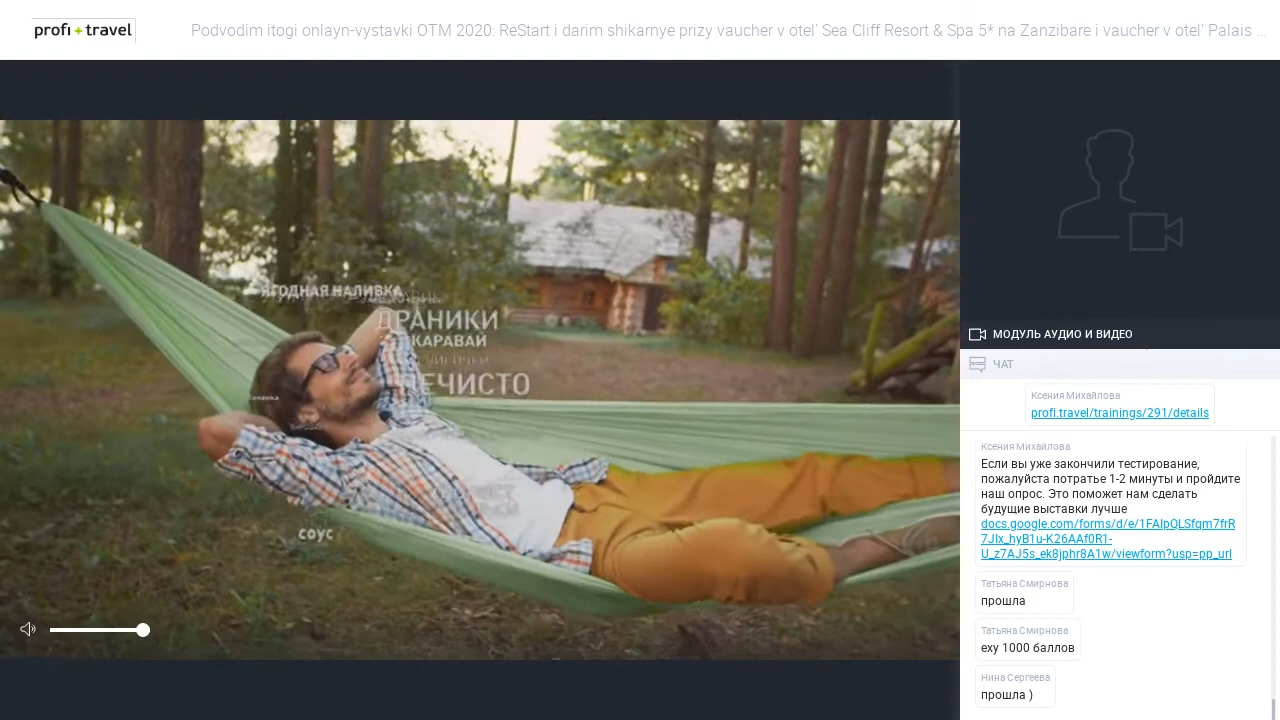 profi + travel
Podvodim itogi onlayn-vystavki OTM 2020: ReStart i darim shikarnye prizy vaucher v otel' Sea Cliff Resort & Spa 5* na Zanzibare i vaucher v otel' Palais ...
ЯГОДНАЯ НАЛИВКА
ДРАНИКИ
КАРАВАЙ
ПЕЧИСТО
соус
МОДУЛЬ АУДИО И ВИДЕО
ЧАТ
Ксения Михайлова
profi.travel/trainings/291/details
Ксения Михайлова
Если вы уже закончили тестирование,
пожалуйста потратье 1-2 минуты и пройдите
наш опрос. Это поможет нам сделать
будущие выставки лучше
docs.google.com/forms/d/e/1FAIpQLSfqm7frR
7JIx_hyB1u-K26AAf0R1-
U_z7AJ5s_ek8jphr8A1w/viewform?usp=pp_url
Татьяна Смирнова
прошла
Татьяна Смирнова
еху 1000 баллов
Нина Сергеева
прошла )